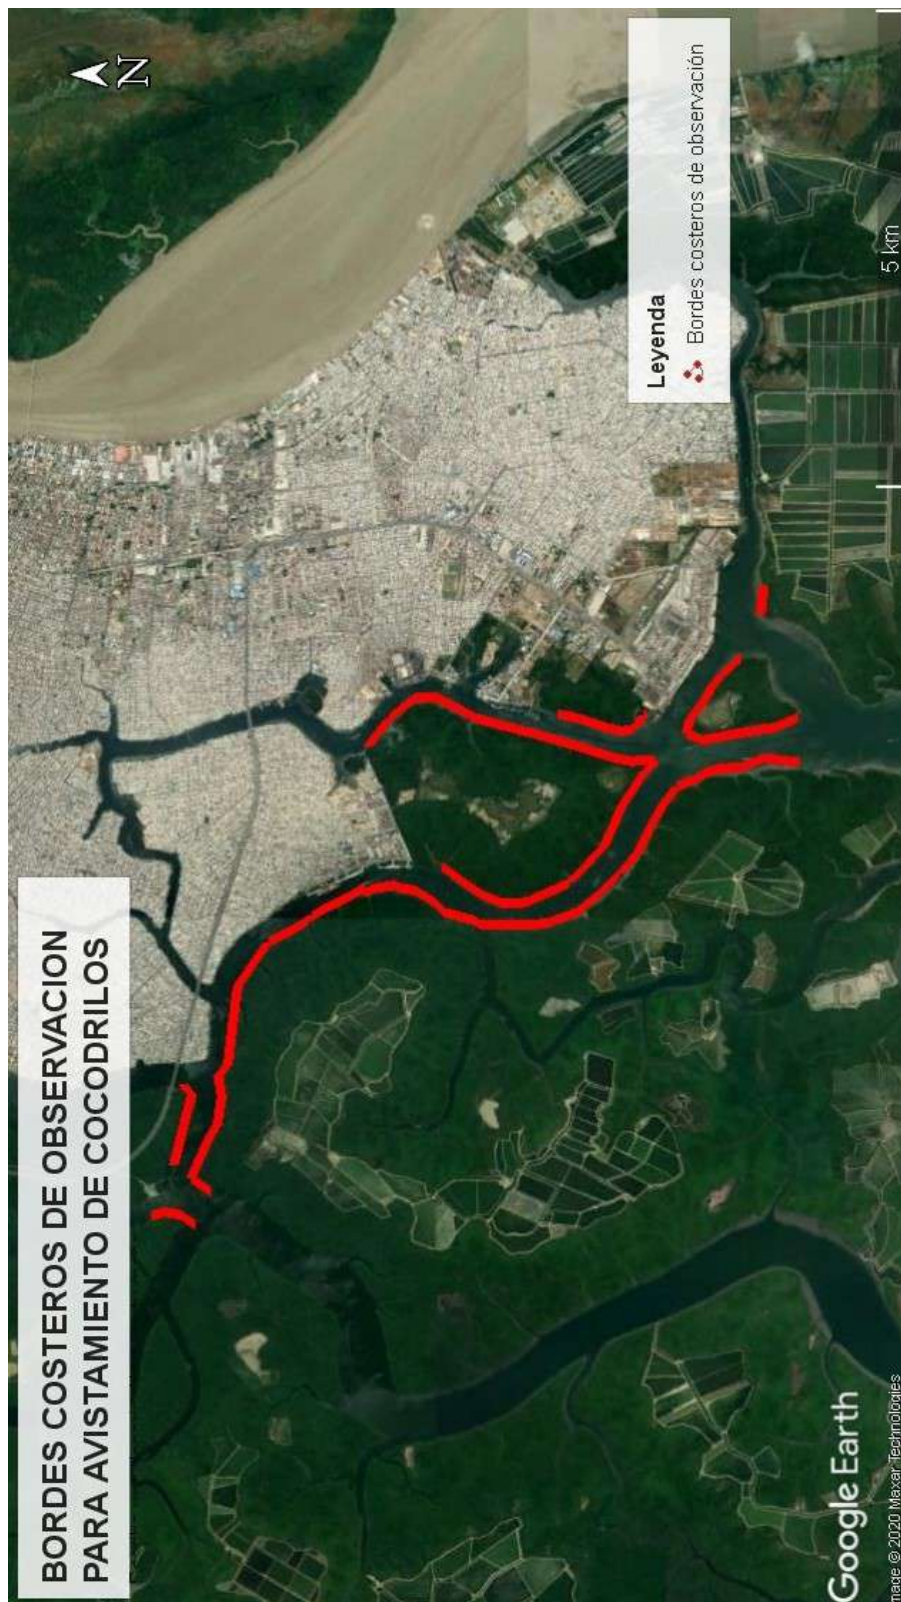 BORDES COSTEROS DE OBSERVACION
PARA AVISTAMIENTO DE COCODRILOS
N
Leyenda
Bordes costeros de observación
Google Earth
mage © 2020 Maxar Technologies
5 km